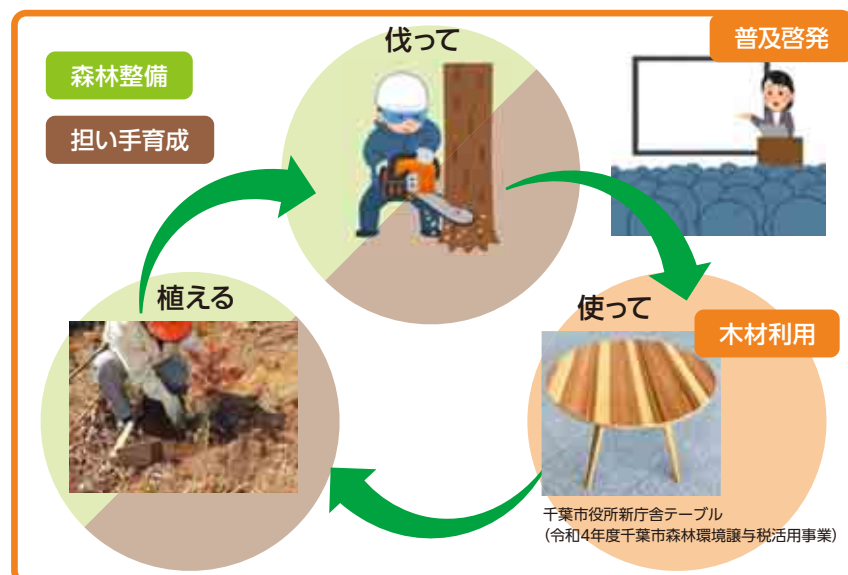 伐って
普及啓発
森林整備
担い手育成
植える
使って
木材利用
千葉市役所新庁舎テーブル
(令和4年度千葉市森林環境譲与税活用事業)